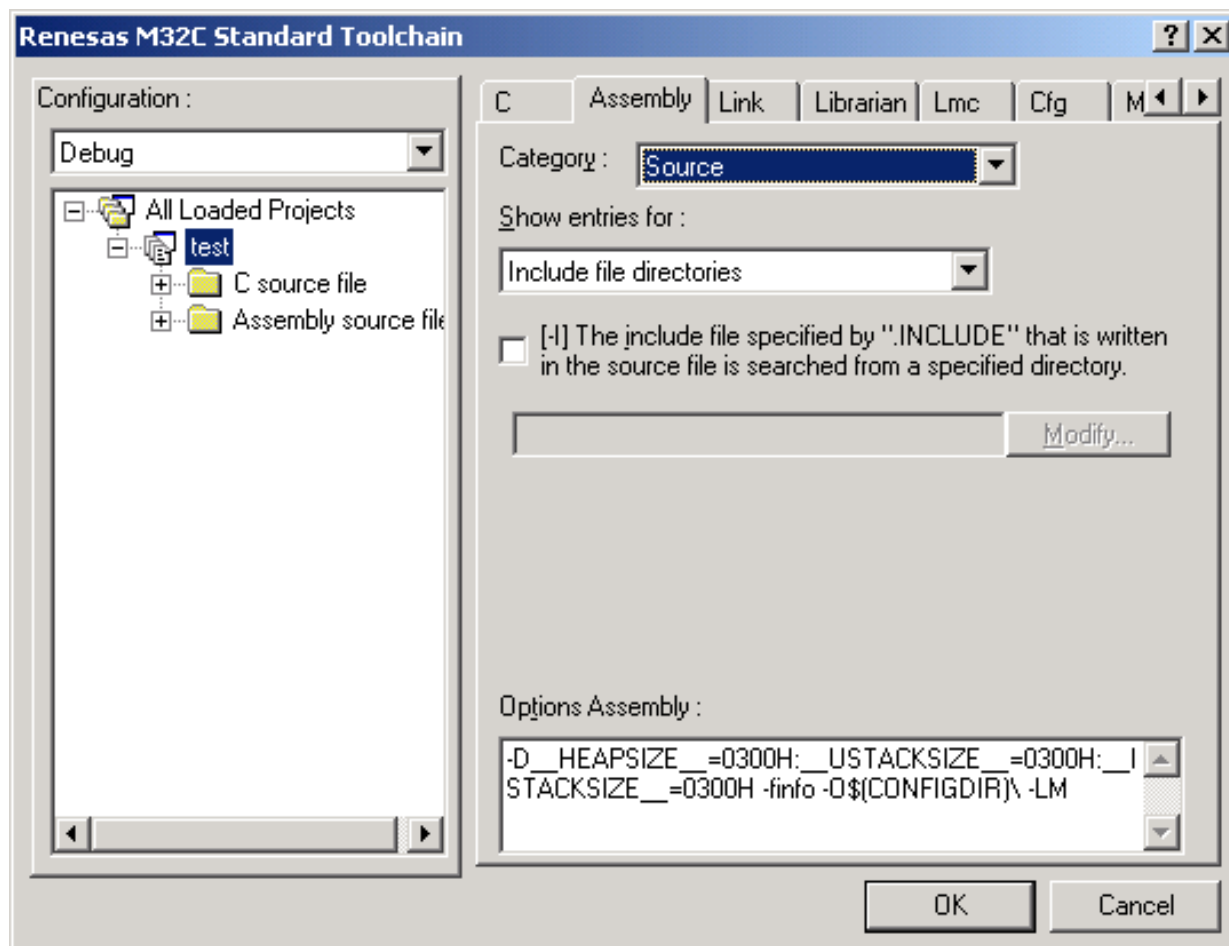 Renesas M32C Standard Toolchain
Configuration :
Debug
All Loaded Projects
test
C source file
Assembly source file
C
Assembly
Link
Librarian
Lmc
Cfg
M
Category :
Source
Show entries for :
Include file directories
[-I] The include file specified by ".INCLUDE" that is written
in the source file is searched from a specified directory.
Modify...
Options Assembly :
-D__HEAPSIZE__=0300H:__USTACKSIZE__=0300H:__I
STACKSIZE__=0300H -finfo -O$(CONFIGDIR)\ -LM
OK
Cancel